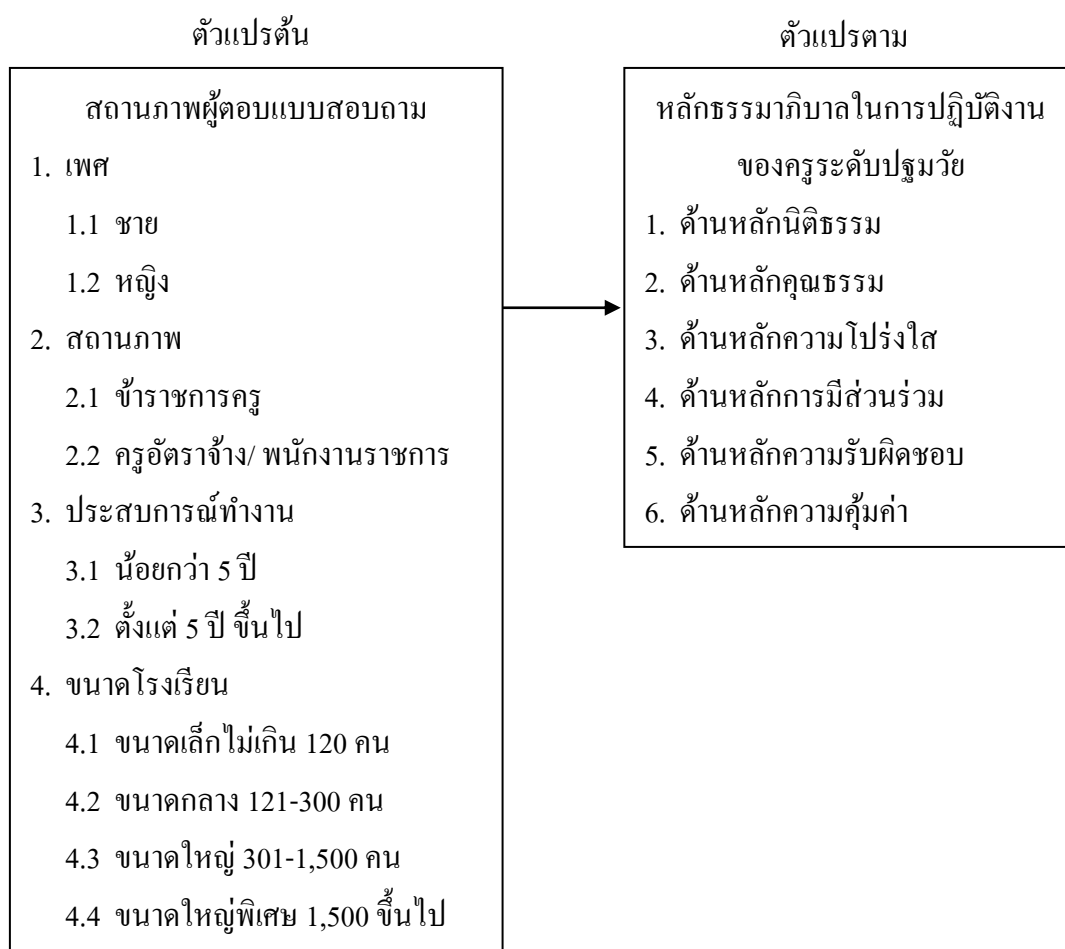 ตัวแปรต้น
สถานภาพผู้ตอบแบบสอบถาม
1. เพศ
1.1 ชาย
1.2 หญิง
2. สถานภาพ
2.1 ข้าราชการครู
2.2 ครูอัตราจ้าง/ พนักงานราชการ
3. ประสบการณ์ทำงาน
3.1 น้อยกว่า 5 ปี
3.2 ตั้งแต่ 5 ปี ขึ้นไป
4. ขนาดโรงเรียน
4.1 ขนาดเล็กไม่เกิน 120 คน
4.2 ขนาดกลาง 121-300 คน
4.3 ขนาดใหญ่ 301-1,500 คน
4.4 ขนาดใหญ่พิเศษ 1,500 ขึ้นไป
ตัวแปรตาม
หลักธรรมาภิบาลในการปฏิบัติงาน
ของครูระดับปฐมวัย
1. ด้านหลักนิติธรรม
2. ด้านหลักคุณธรรม
3. ด้านหลักความโปร่งใส
4. ด้านหลักการมีส่วนร่วม
5. ด้านหลักความรับผิดชอบ
6. ด้านหลักความคุ้มค่า